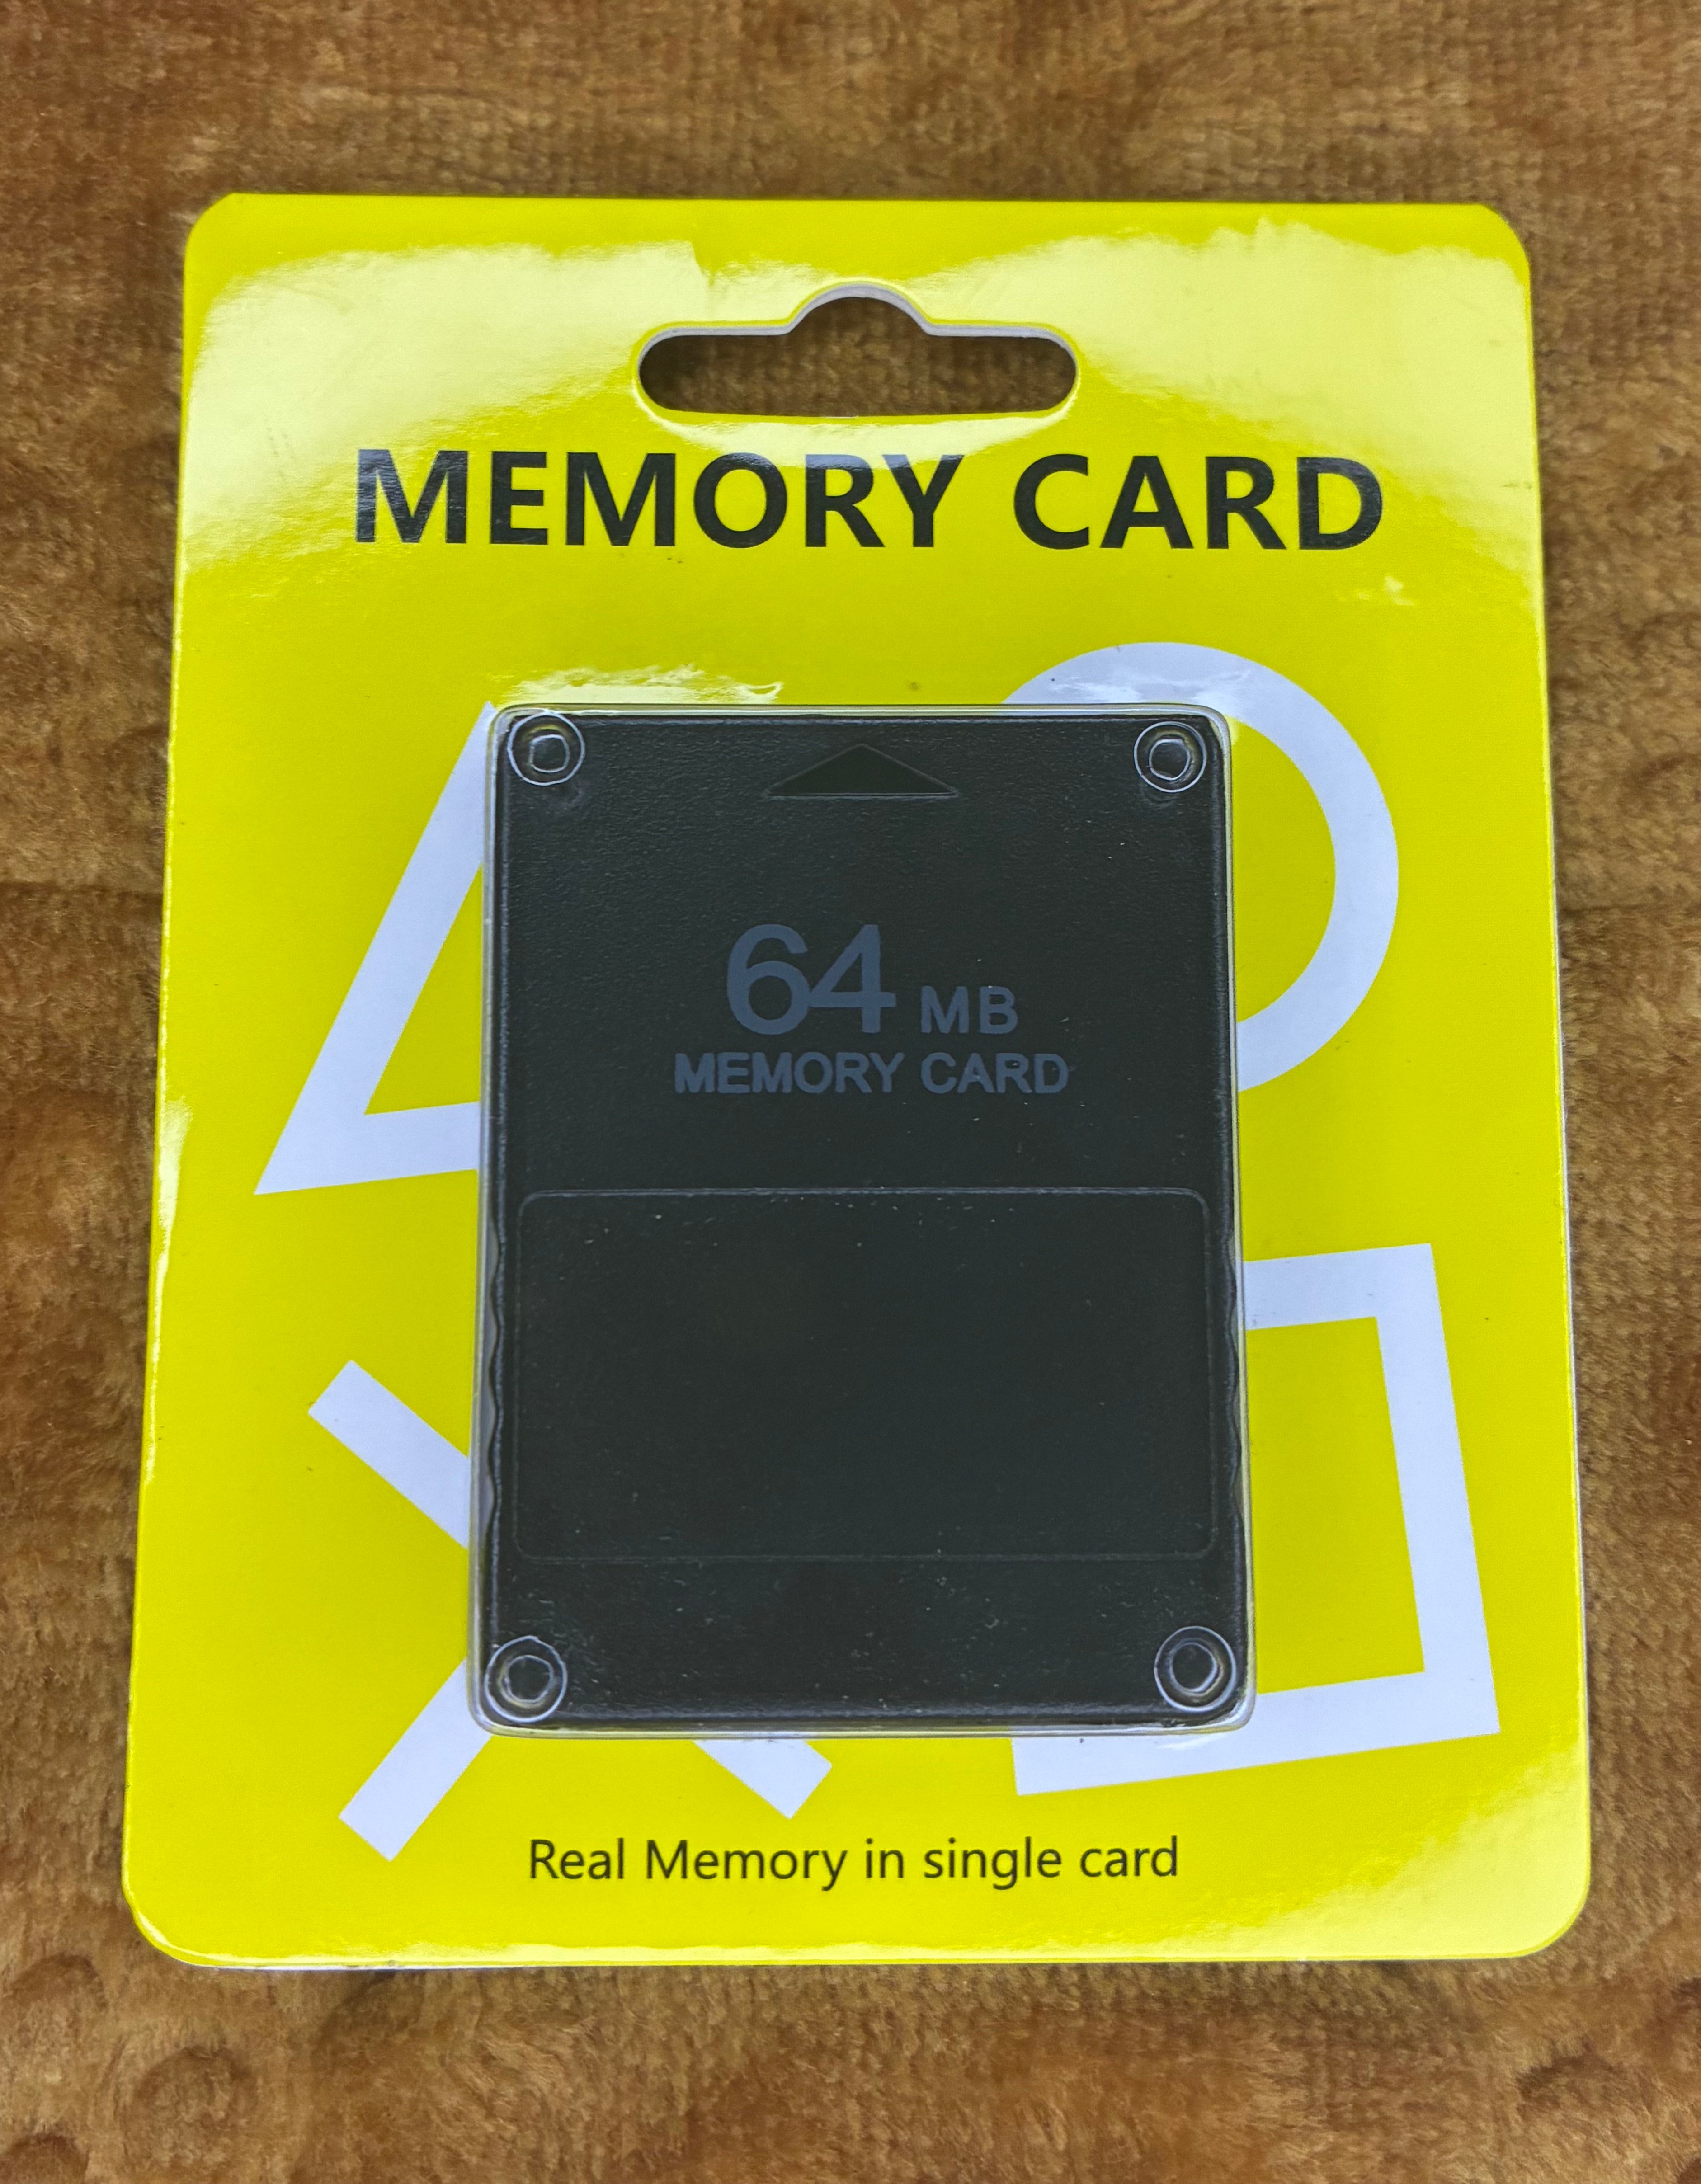 MEMORY CARD
64 MB
MEMORY CARD
Real Memory in single card